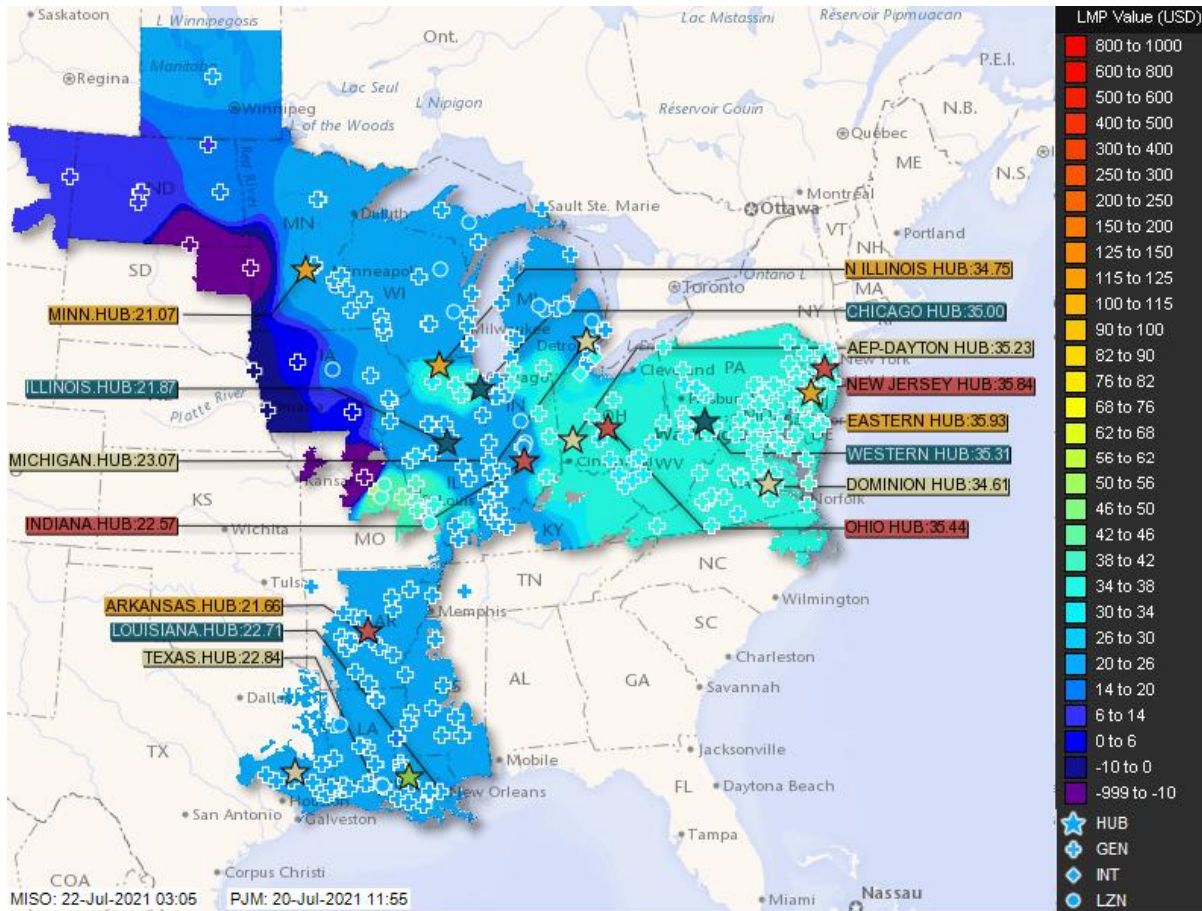 Saskatoon
L Winnipegosis
Ont.
Lac Mistassini
Réservoir Pipmuacan
L Manitoba
Regina
Lac Seul
L Nipigon
Réservoir Gouin
P.E.I.
Winnipeg
L of the Woods
N.B.
Québec
ME
N.S.
ND
Red River
MN
Duluth
Sault Ste. Marie
Montréal
Ottawa
VT
Portland
NH
SD
WI
MI
Ontario L
MA
Toronto
NY
N ILLINOIS HUB:34.75
MINN.HUB:21.07
Milwaukee
CHICAGO HUB:35.00
Detroit
AEP-DAYTON HUB:35.23
IA
Cleveland
PA
New York
ILLINOIS.HUB:21.87
NEW JERSEY HUB:35.84
Platte River
IN
OH
EASTERN HUB:35.93
MICHIGAN.HUB:23.07
WV
WESTERN HUB:35.31
KS
IL
DOMINION HUB:34.61
Norfolk
Wichita
INDIANA.HUB:22.57
MO
KY
OHIO HUB:35.44
TN
NC
Memphis
Wilmington
ARKANSAS.HUB:21.66
AR
SC
LOUISIANA.HUB:22.71
TEXAS.HUB:22.84
AL
GA
Charleston
Savannah
TX
LA
Mobile
Jacksonville
New Orleans
FL
Daytona Beach
San Antonio
Galveston
Tampa
Corpus Christi
COA
Miami
Nassau
MISO: 22-Jul-2021 03:05
PJM: 20-Jul-2021 11:55
LMP Value (USD)
800 to 1000
600 to 800
500 to 600
400 to 500
300 to 400
250 to 300
200 to 250
150 to 200
125 to 150
115 to 125
100 to 115
90 to 100
82 to 90
76 to 82
68 to 76
62 to 68
56 to 62
50 to 56
46 to 50
42 to 46
38 to 42
34 to 38
30 to 34
26 to 30
20 to 26
14 to 20
6 to 14
0 to 6
-10 to 0
-999 to -10
HUB
GEN
INT
LZN